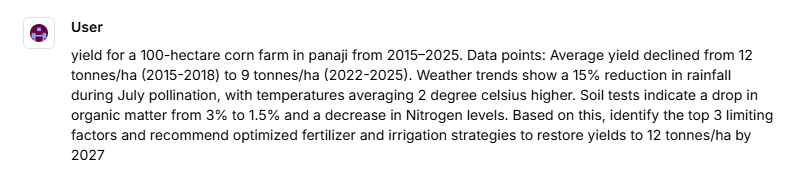 User
yield for a 100-hectare corn farm in panaji from 2015–2025. Data points: Average yield declined from 12
tonnes/ha (2015-2018) to 9 tonnes/ha (2022-2025). Weather trends show a 15% reduction in rainfall
during July pollination, with temperatures averaging 2 degree celsius higher. Soil tests indicate a drop in
organic matter from 3% to 1.5% and a decrease in Nitrogen levels. Based on this, identify the top 3 limiting
factors and recommend optimized fertilizer and irrigation strategies to restore yields to 12 tonnes/ha by
2027